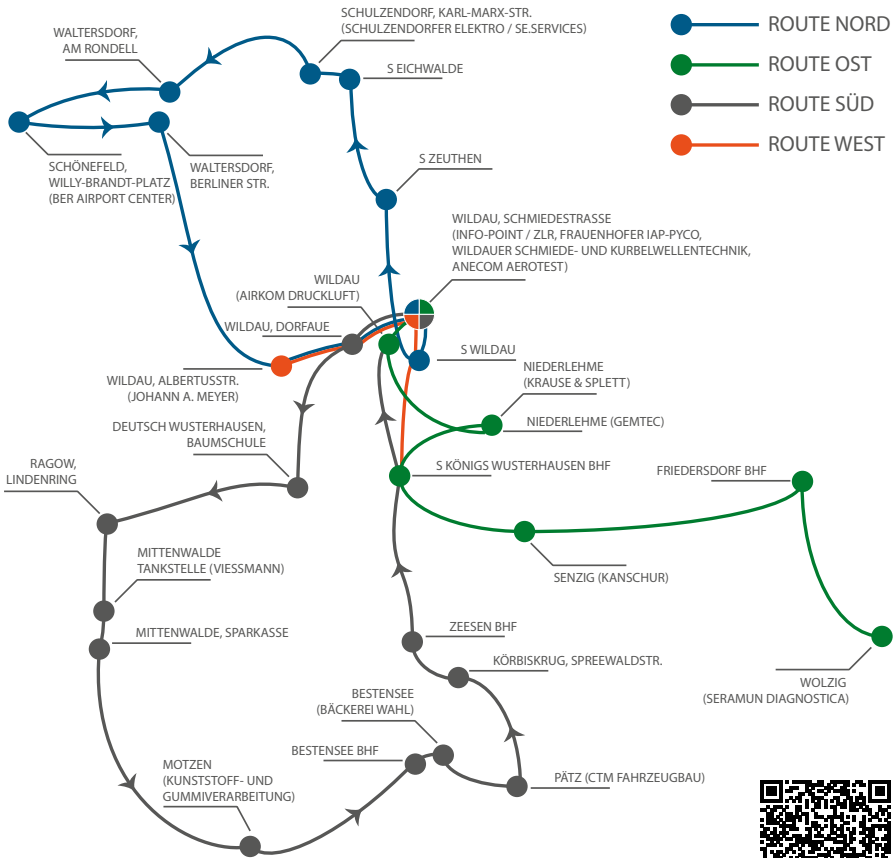 SCHULZENDORF, KARL-MARX-STR.
(SCHULZENDORFER ELEKTRO / SE.SERVICES)
WALTERSDORF,
AM RONDELL
S EICHWALDE
ROUTE NORD
ROUTE OST
ROUTE SÜD
ROUTE WEST
SCHÖNEFELD,
WILLY-BRANDT-PLATZ
(BER AIRPORT CENTER)
WALTERSDORF,
BERLINER STR.
S ZEUTHEN
WILDAU, SCHMIEDESTRASSE
(INFO-POINT / ZLR, FRAUENHOFER IAP-PYCO,
WILDAUER SCHMIEDE- UND KURBELWELLENTECHNIK,
ANECOM AEROTEST)
WILDAU
(AIRKOM DRUCKLUFT)
WILDAU, DORFAUE
S WILDAU
WILDAU, ALBERTUSSTR.
(JOHANN A. MEYER)
NIEDERLEHME
(KRAUSE & SPLETT)
NIEDERLEHME (GEMTEC)
DEUTSCH WUSTERHAUSEN,
BAUMSCHULE
RAGOW,
LINDENRING
S KÖNIGS WUSTERHAUSEN BHF
FRIEDERSDORF BHF
MITTENWALDE
TANKSTELLE (VIESSMANN)
SENZIG (KANSCHUR)
MITTENWALDE, SPARKASSE
ZEESEN BHF
KÖRBISKRUG, SPREEWALDSTR.
WOLZIG
(SERAMUN DIAGNOSTICA)
BESTENSEE
(BÄCKEREI WAHL)
BESTENSEE BHF
MOTZEN
(KUNSTSTOFF- UND
GUMMIVERARBEITUNG)
PÄTZ (CTM FAHRZEUGBAU)